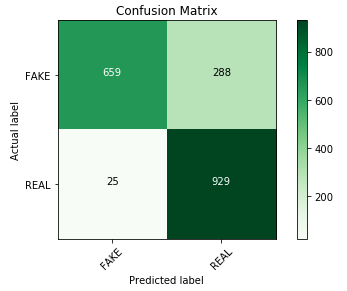 Confusion Matrix
FAKE
659
288
REAL
25
929
FAKE
REAL
Actual label
Predicted label
800
600
400
200